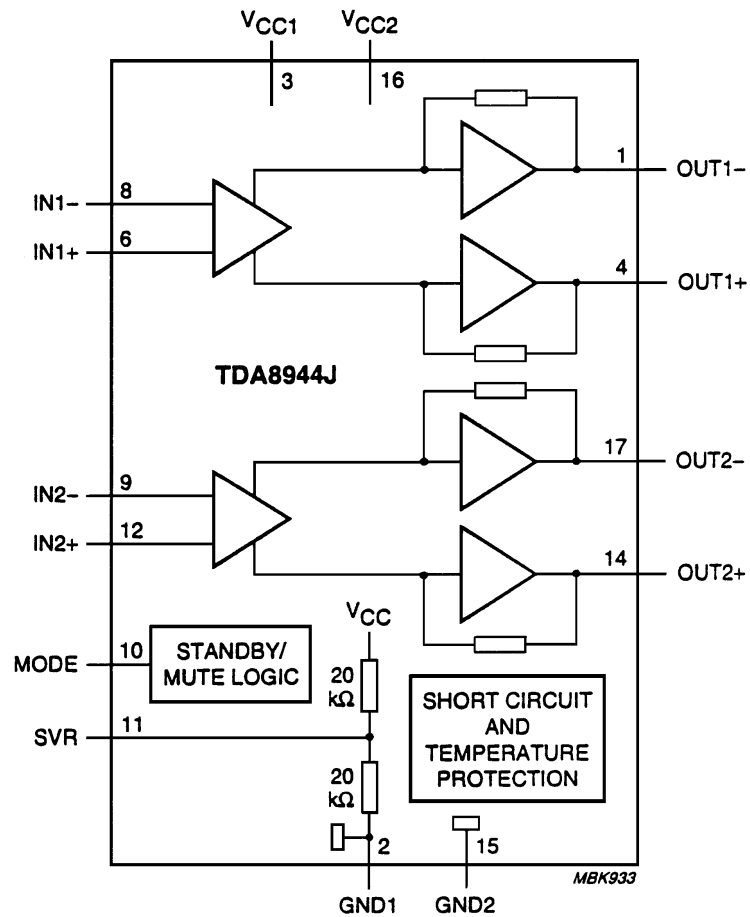 VCC1
VCC2
3
16
IN1−
8
IN1+
6
1
OUT1−
4
OUT1+
TDA8944J
IN2−
9
IN2+
12
17
OUT2−
14
OUT2+
VCC
MODE
10
STANDBY/
MUTE LOGIC
20
kΩ
SVR
11
20
kΩ
SHORT CIRCUIT
AND
TEMPERATURE
PROTECTION
2
15
GND1
GND2
MBK933